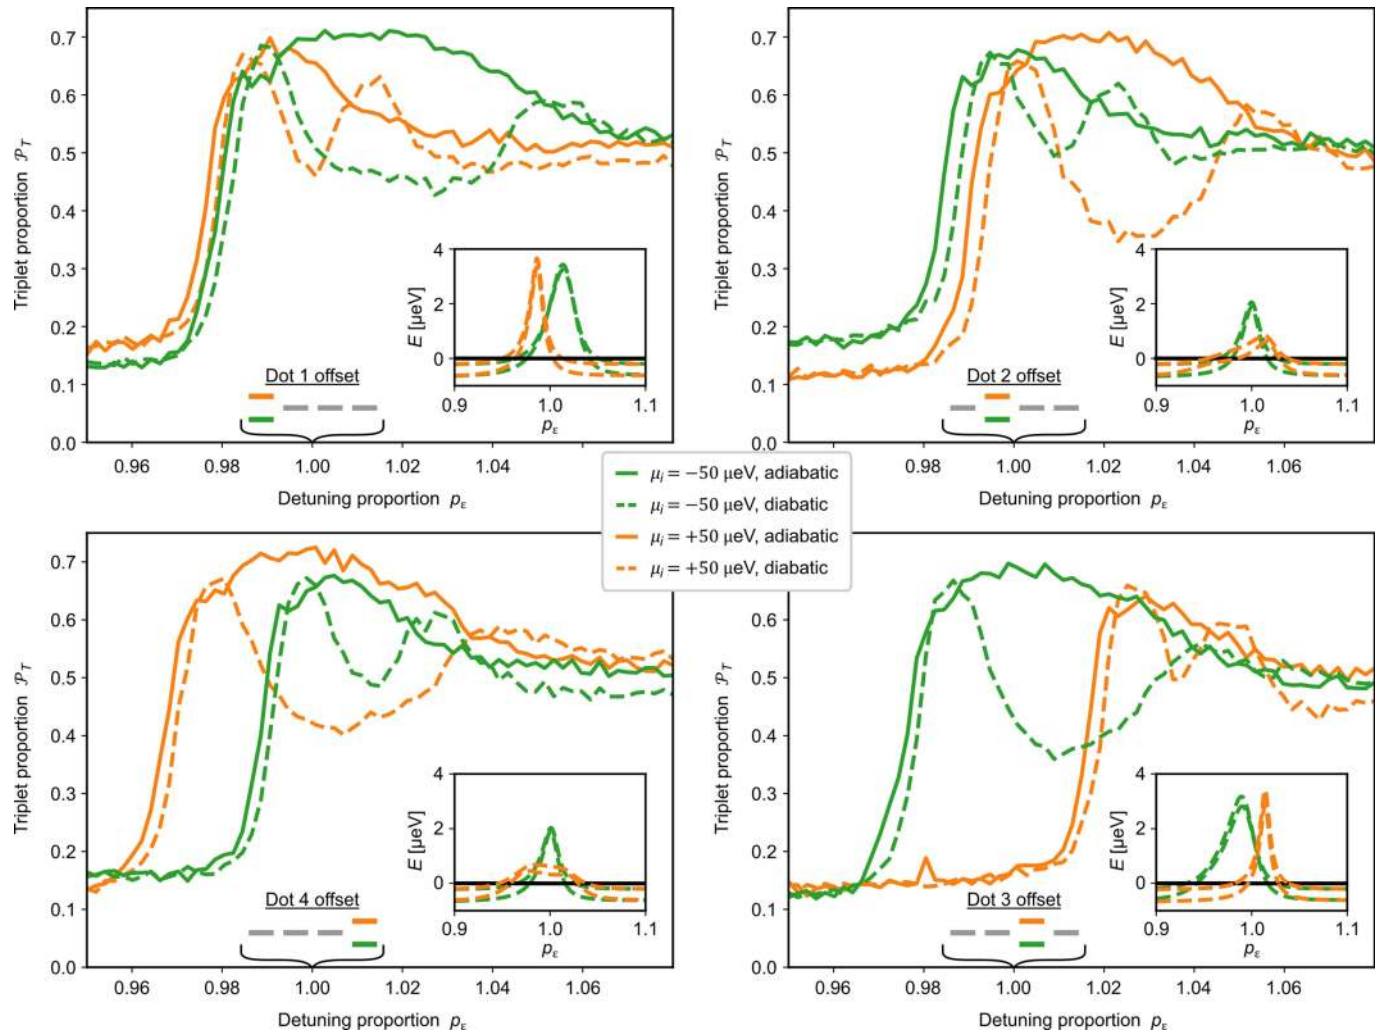 0.7
0.6
0.5
0.4
0.3
0.2
0.1
0.0
Triplet proportion 𝒫_T
0.96 0.98 1.00 1.02 1.04
Detuning proportion p_ε
Dot 1 offset
4
2
0
E [μeV]
0.9 1.0 1.1
p_ε
0.7
0.6
0.5
0.4
0.3
0.2
0.1
0.0
Triplet proportion 𝒫_T
0.96 0.98 1.00 1.02 1.04 1.06
Detuning proportion p_ε
Dot 2 offset
4
2
0
E [μeV]
0.9 1.0 1.1
p_ε
μ_i = −50 μeV, adiabatic
μ_i = −50 μeV, diabatic
μ_i = +50 μeV, adiabatic
μ_i = +50 μeV, diabatic
0.7
0.6
0.5
0.4
0.3
0.2
0.1
0.0
Triplet proportion 𝒫_T
0.96 0.98 1.00 1.02 1.04 1.06
Detuning proportion p_ε
Dot 4 offset
4
2
0
E [μeV]
0.9 1.0 1.1
p_ε
0.7
0.6
0.5
0.4
0.3
0.2
0.1
0.0
Triplet proportion 𝒫_T
0.96 0.98 1.00 1.02 1.04 1.06
Detuning proportion p_ε
Dot 3 offset
4
2
0
E [μeV]
0.9 1.0 1.1
p_ε